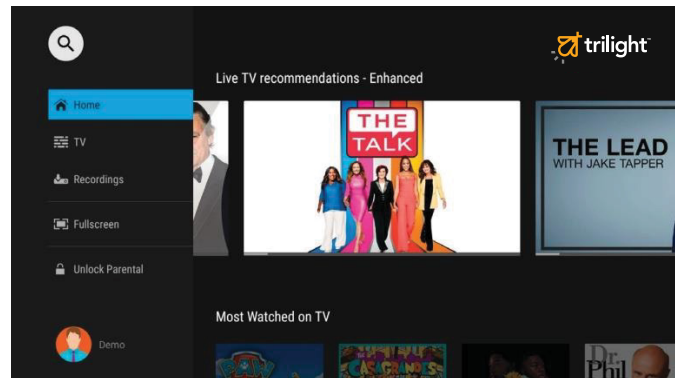 trilight
Live TV recommendations - Enhanced
Home
THE
TALK
THE LEAD
WITH JAKE TAPPER
TV
Recordings
Fullscreen
Unlock Parental
Most Watched on TV
Demo
PAW
CASAGRANDES
Dr.
Phil